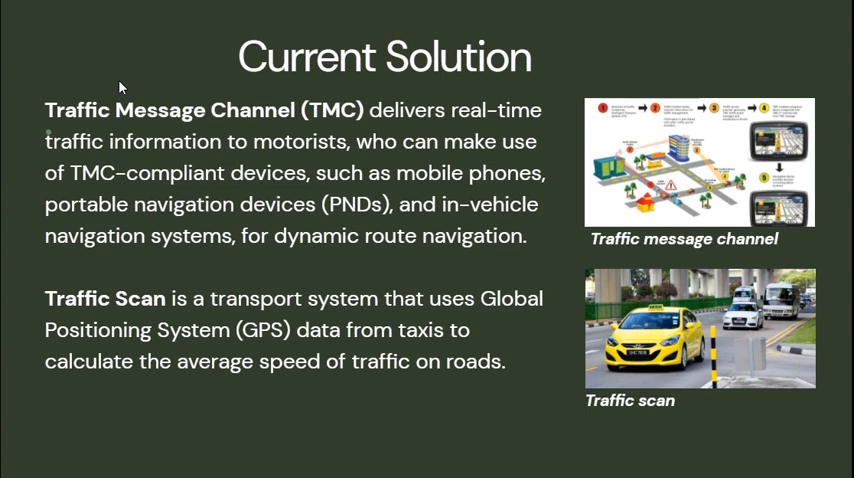 Current Solution
Traffic Message Channel (TMC) delivers real-time
traffic information to motorists, who can make use
of TMC-compliant devices, such as mobile phones,
portable navigation devices (PNDs), and in-vehicle
navigation systems, for dynamic route navigation.
Traffic message channel
Traffic Scan is a transport system that uses Global
Positioning System (GPS) data from taxis to
calculate the average speed of traffic on roads.
Traffic scan